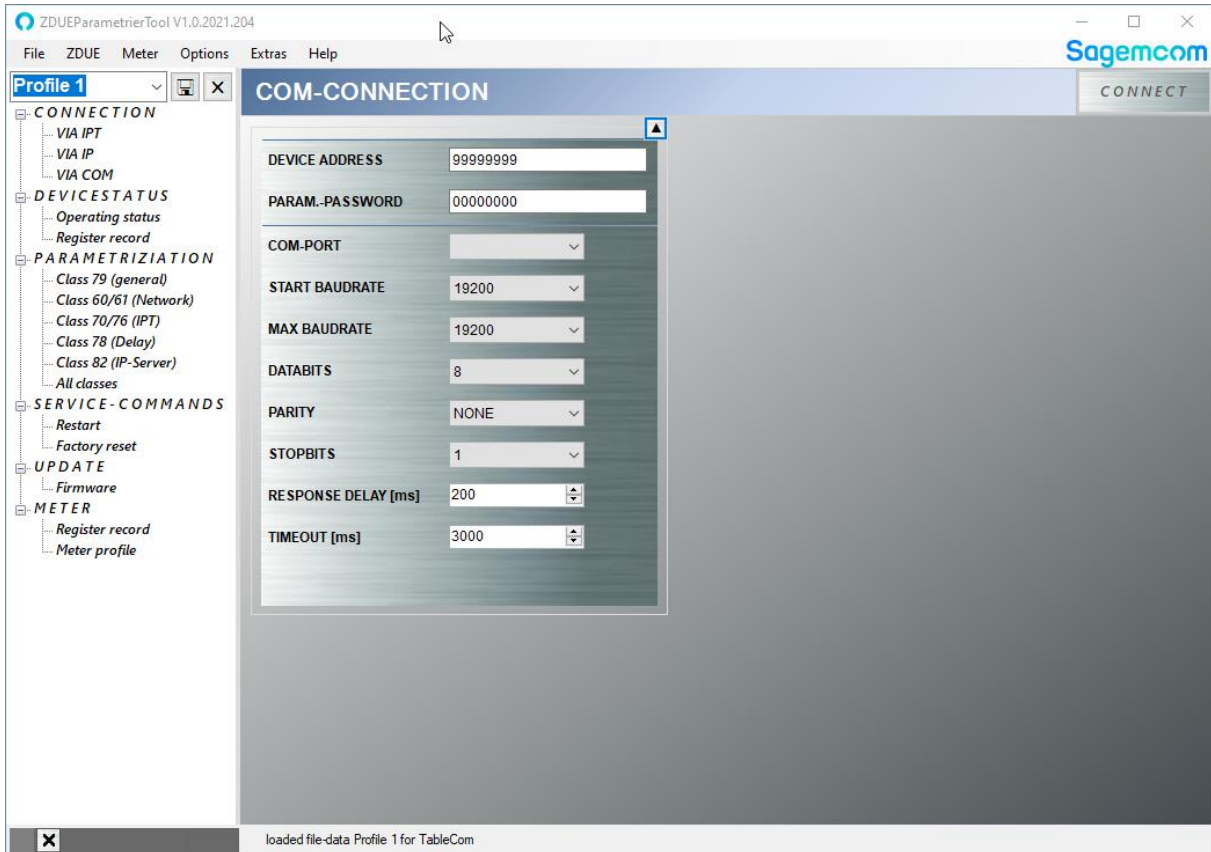 ZDUEParametrierTool V1.0.2021.204
File ZDUE Meter Options Extras Help
Sagemcom
Profile 1
COM-CONNECTION
CONNECT
CONNECTION
VIA IPT
VIA IP
VIA COM
DEVICESTATUS
Operating status
Register record
PARAMETRIZIATION
Class 79 (general)
Class 60/61 (Network)
Class 70/76 (IPT)
Class 78 (Delay)
Class 82 (IP-Server)
All classes
SERVICE-COMMANDS
Restart
Factory reset
UPDATE
Firmware
METER
Register record
Meter profile
DEVICE ADDRESS 99999999
PARAM.-PASSWORD 00000000
COM-PORT
START BAUDRATE 19200
MAX BAUDRATE 19200
DATABITS 8
PARITY NONE
STOPBITS 1
RESPONSE DELAY [ms] 200
TIMEOUT [ms] 3000
loaded file-data Profile 1 for TableCom